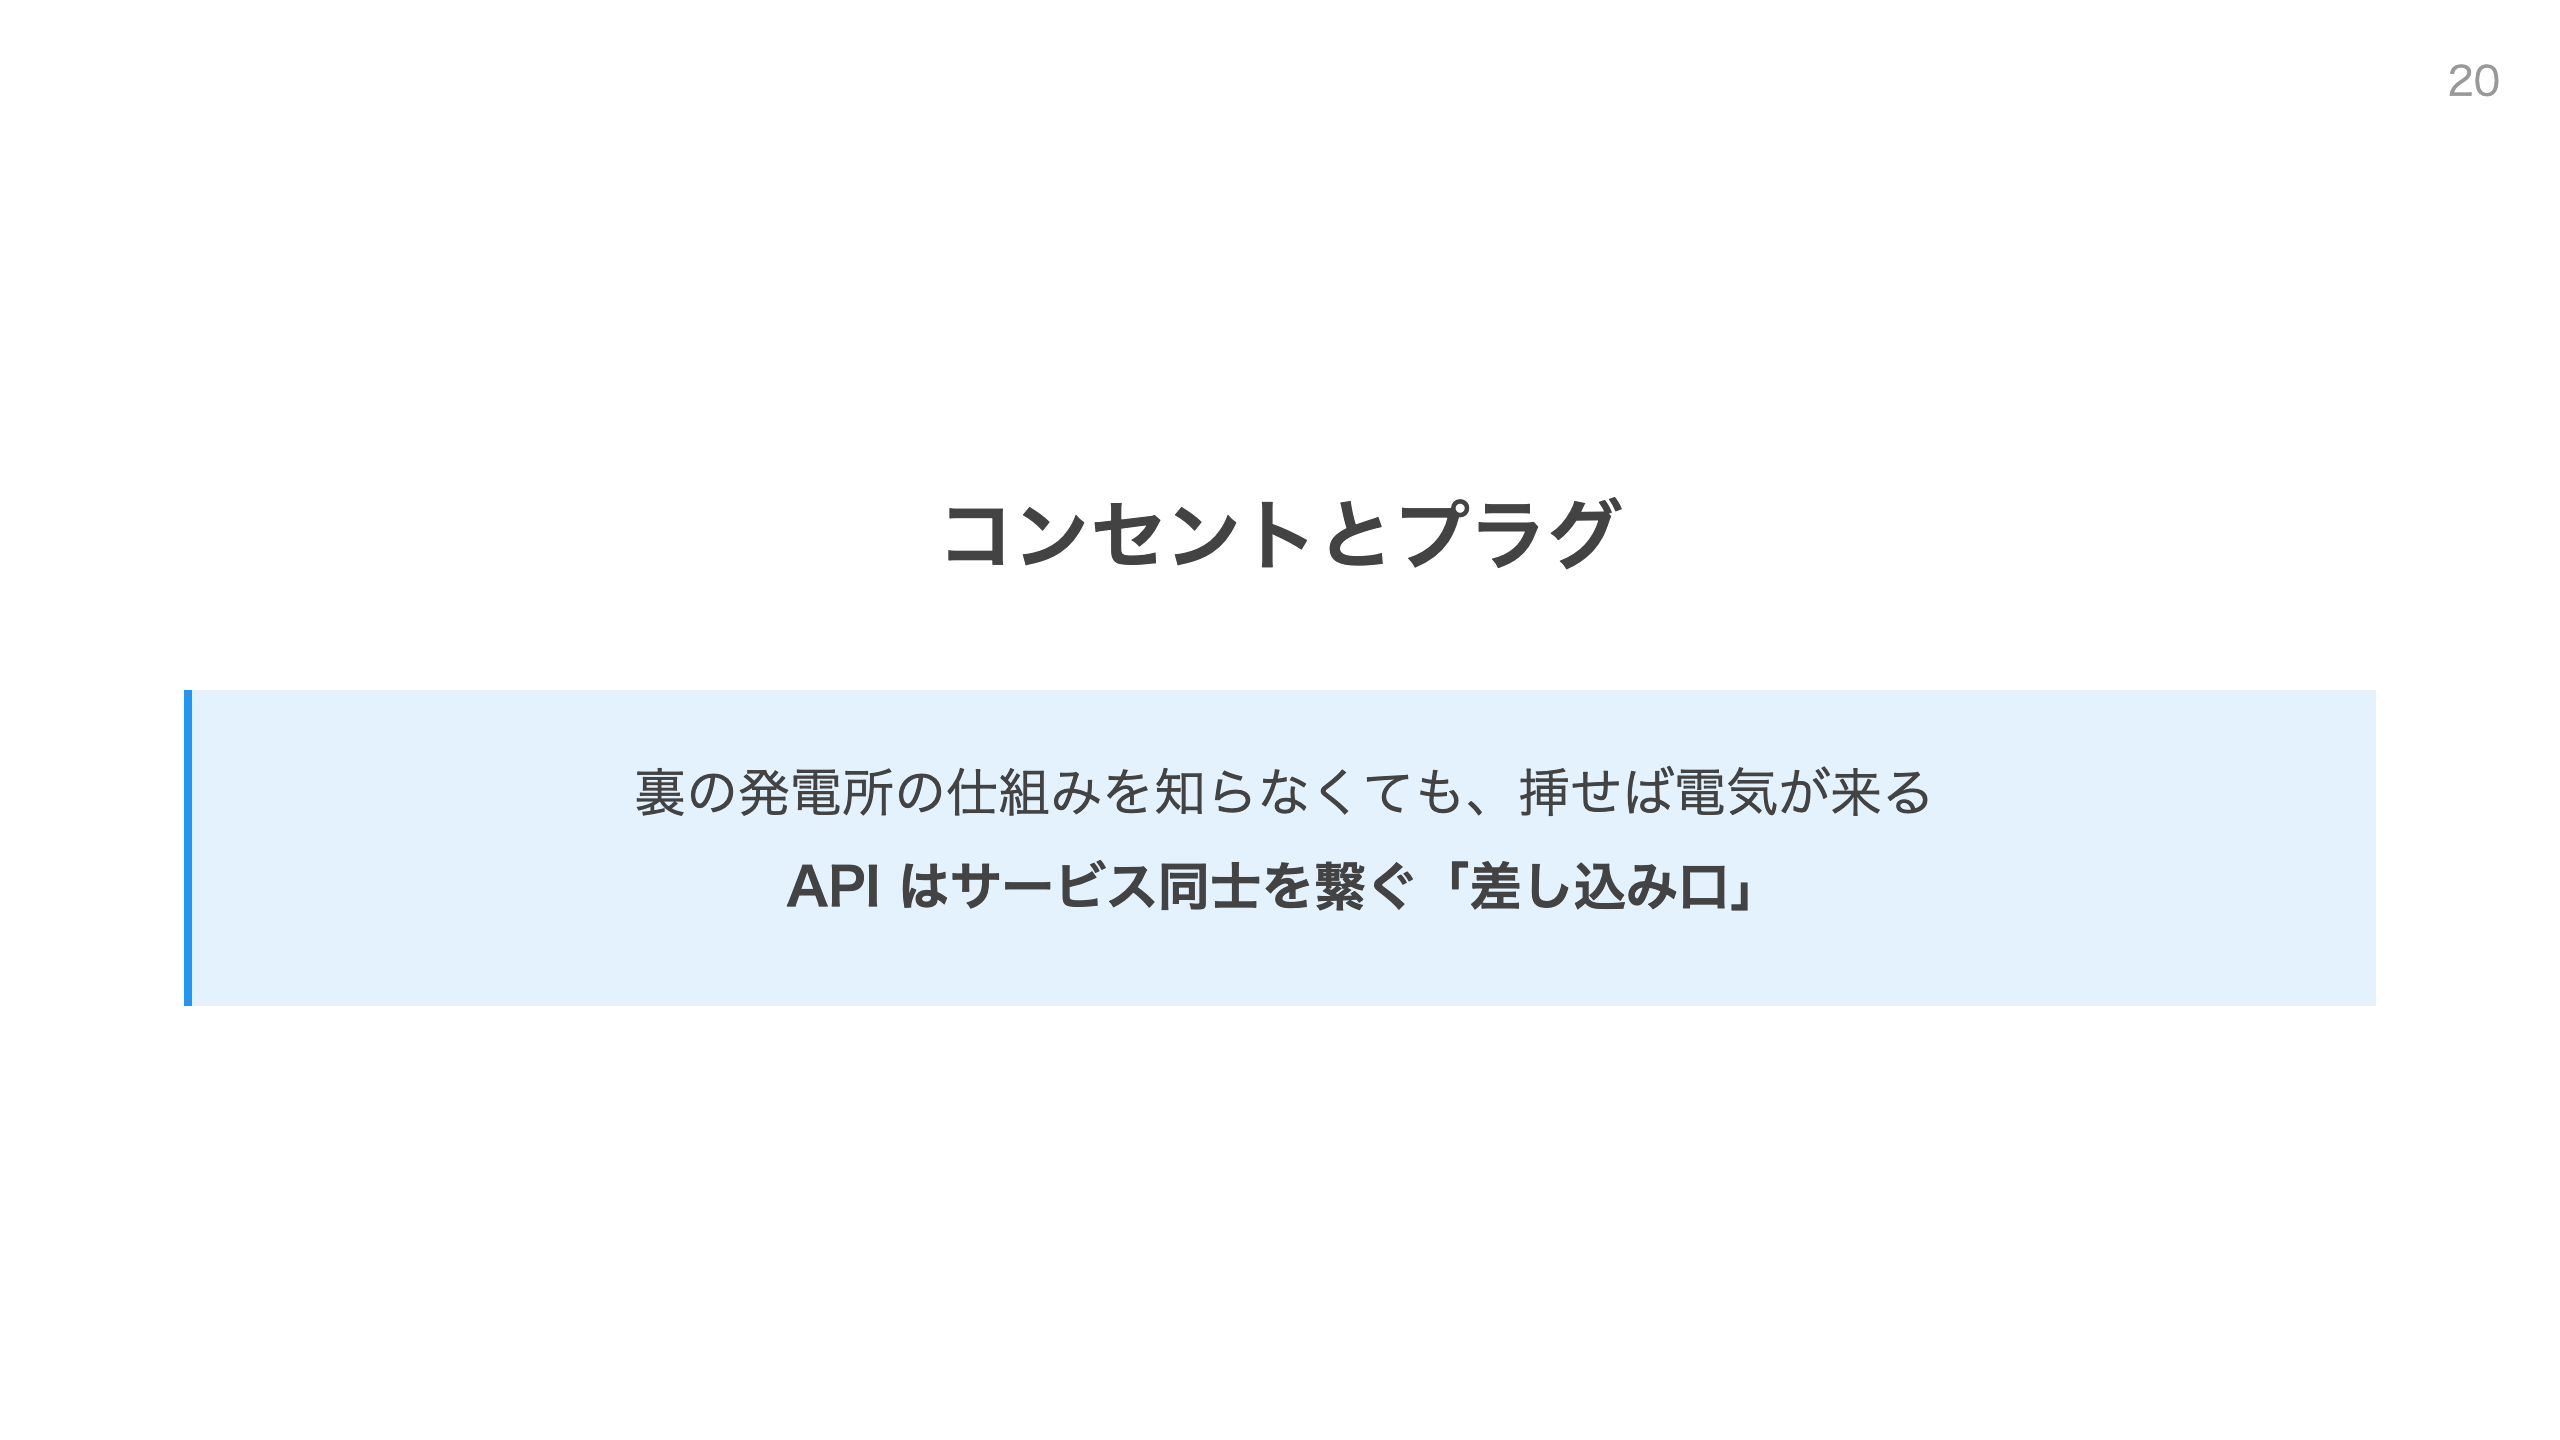 20
コンセントとプラグ
裏の発電所の仕組みを知らなくても、挿せば電気が来る
API はサービス同士を繋ぐ「差し込み口」